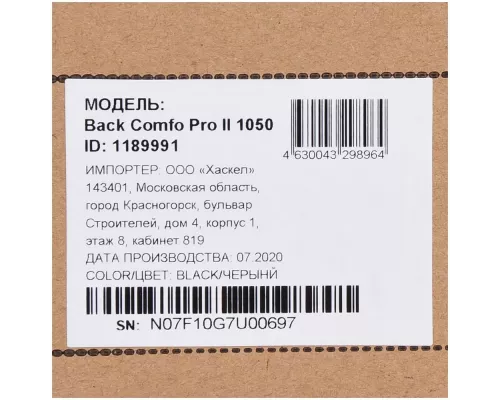 МОДЕЛЬ:
Back Comfo Pro II 1050
ID: 1189991
4 630043 298964
ИМПОРТЕР: ООО «Хаскел»
143401, Московская область,
город Красногорск, бульвар
Строителей, дом 4, корпус 1,
этаж 8, кабинет 819
ДАТА ПРОИЗВОДСТВА: 07.2020
COLOR/ЦВЕТ: BLACK/ЧЕРЫНЙ
SN: N07F10G7U00697